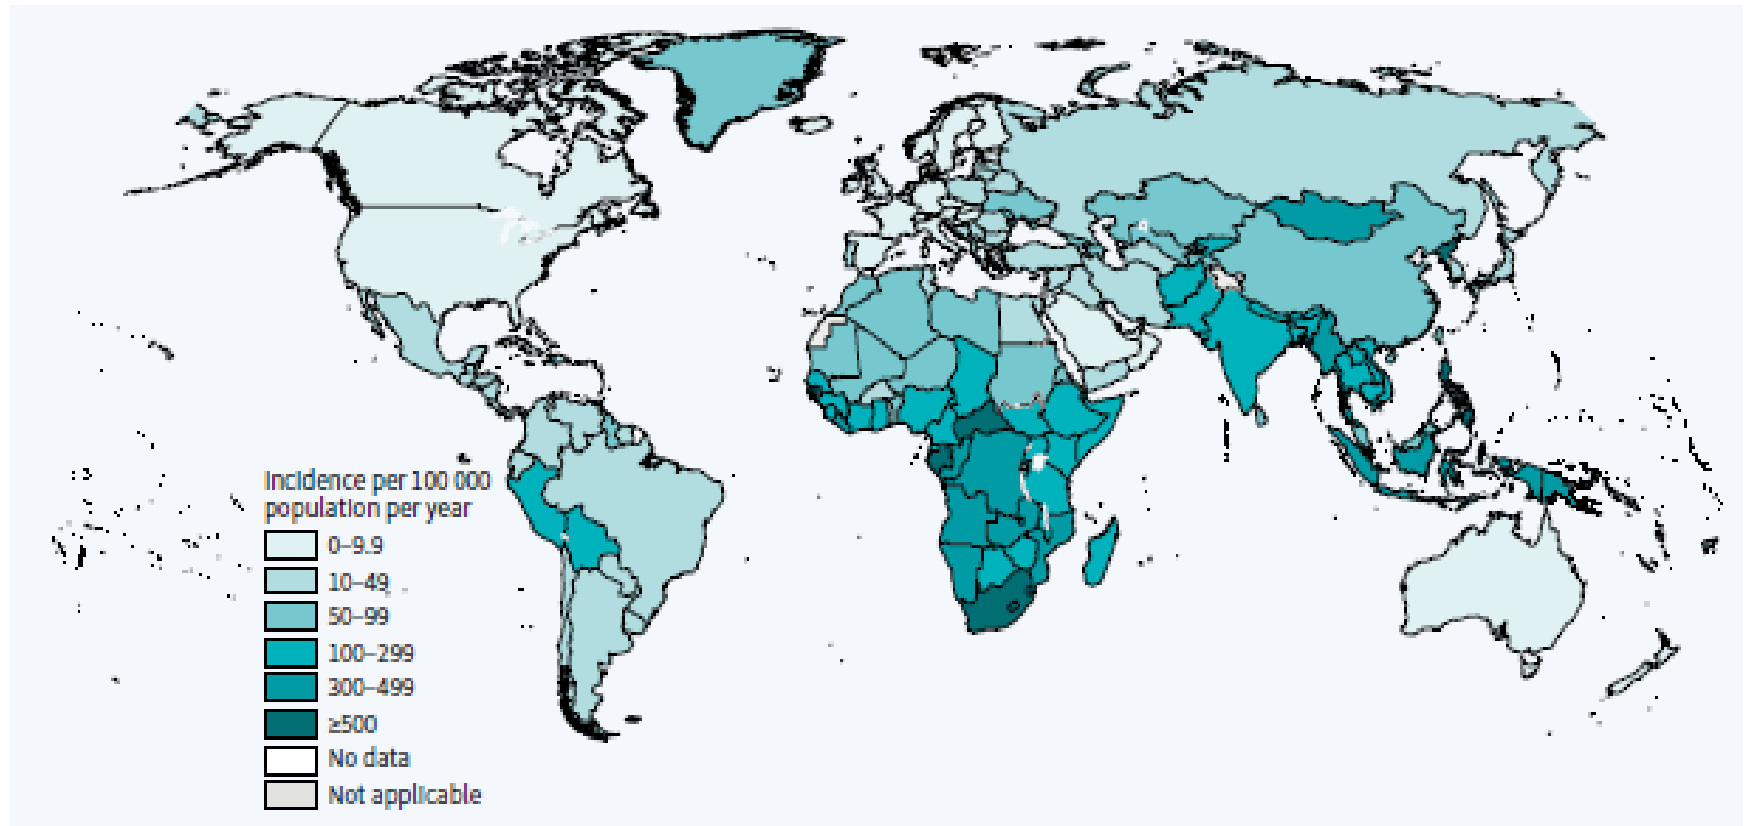 Incidence per 100 000
population per year
0–9.9
10–49
50–99
100–299
300–499
≥500
No data
Not applicable